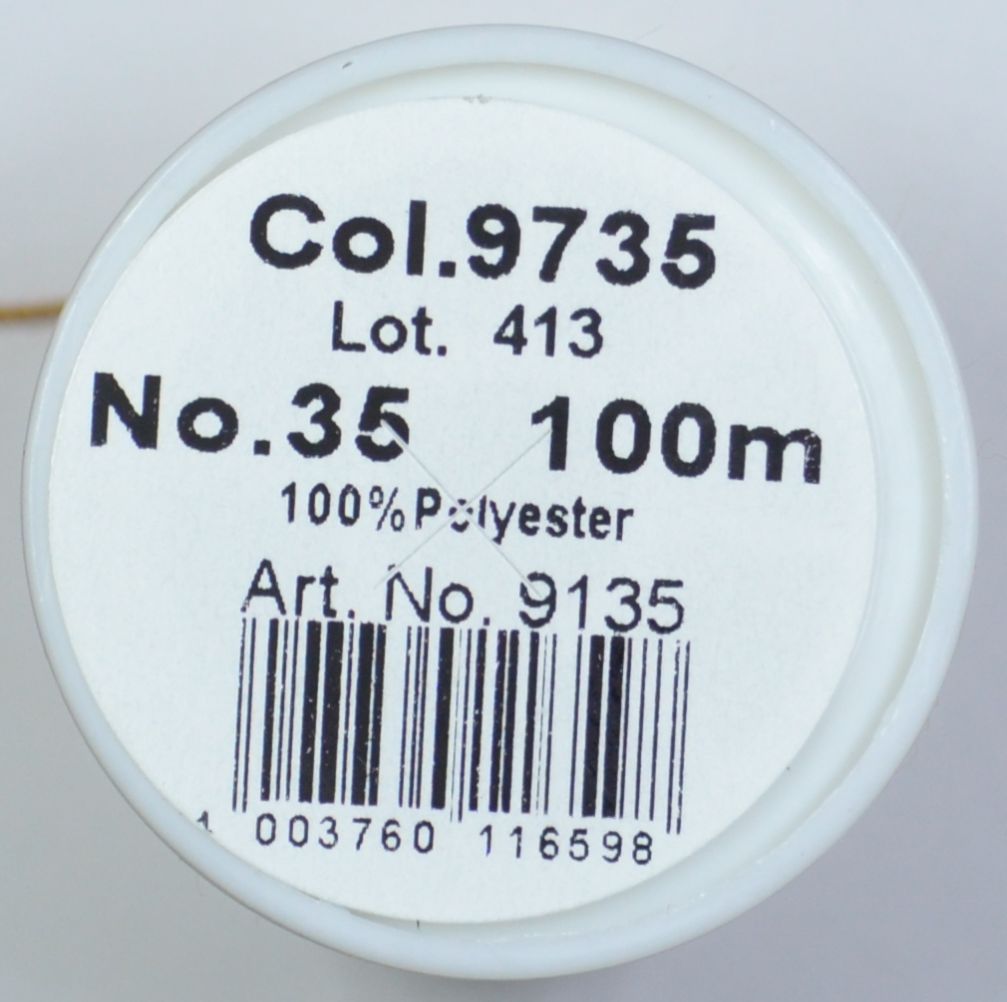 Col.9735
Lot. 413
No.35 100m
100%Polyester
Art. No. 9135
1 003760 116598